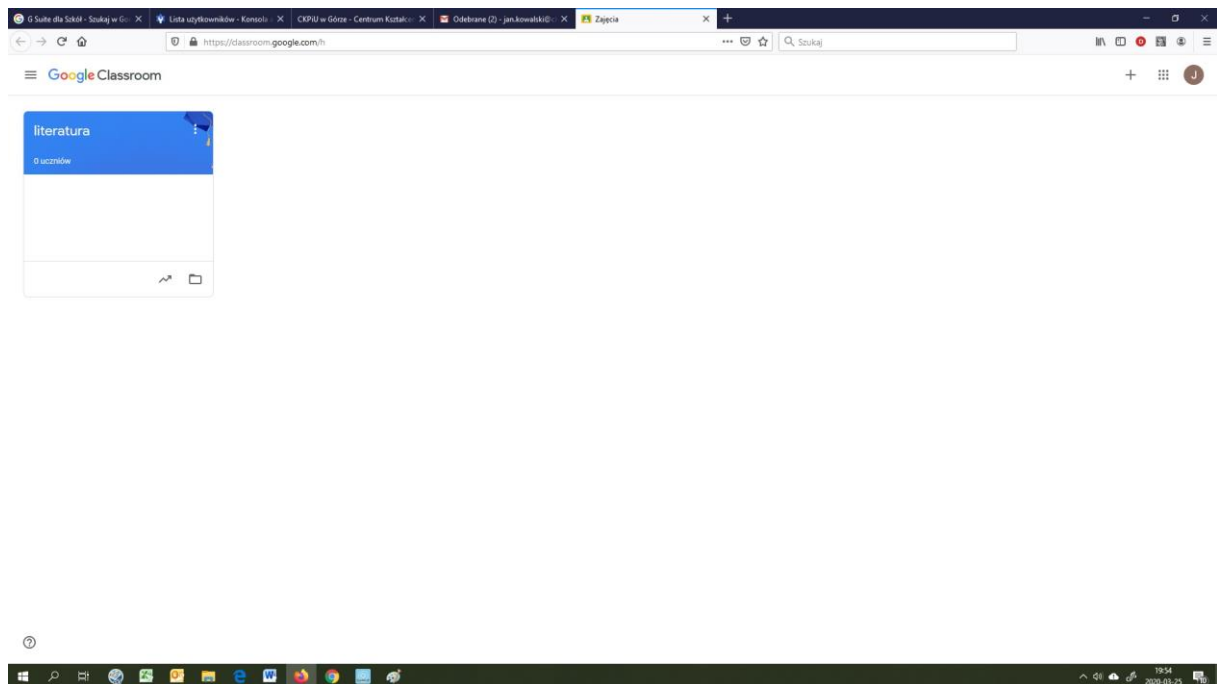 G Suite dla Szkół - Szukaj w Go
Lista użytkowników - Konsola
CKPiU w Górze - Centrum Kształce
Odebrane (2) - jan.kowalski@c
Zajęcia
https://classroom.google.com/h
Szukaj
Google Classroom
J
literatura
0 uczniów
19:54
2020-03-25